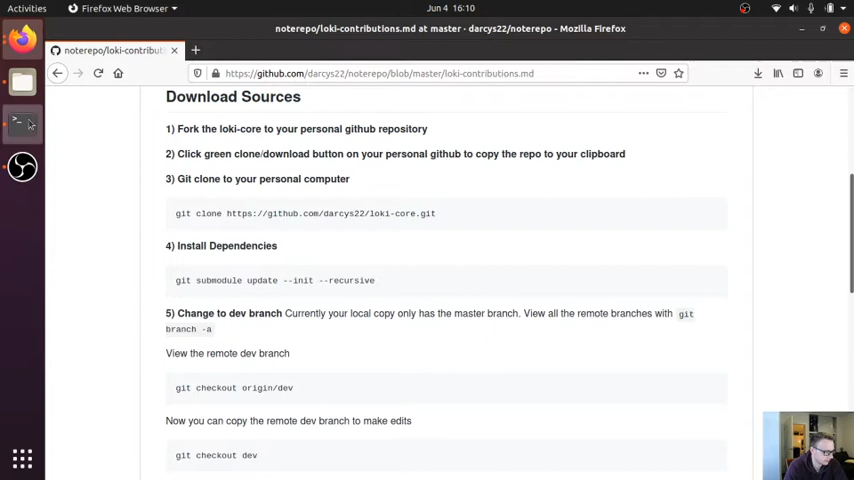 Activities
Firefox Web Browser
Jun 4 16:10
noterepo/loki-contributions.md at master · darcys22/noterepo - Mozilla Firefox
noterepo/loki-contributi
https://github.com/darcys22/noterepo/blob/master/loki-contributions.md
Download Sources
1) Fork the loki-core to your personal github repository
2) Click green clone/download button on your personal github to copy the repo to your clipboard
3) Git clone to your personal computer
git clone https://github.com/darcys22/loki-core.git
4) Install Dependencies
git submodule update --init --recursive
5) Change to dev branch Currently your local copy only has the master branch. View all the remote branches with git
branch -a
View the remote dev branch
git checkout origin/dev
Now you can copy the remote dev branch to make edits
git checkout dev